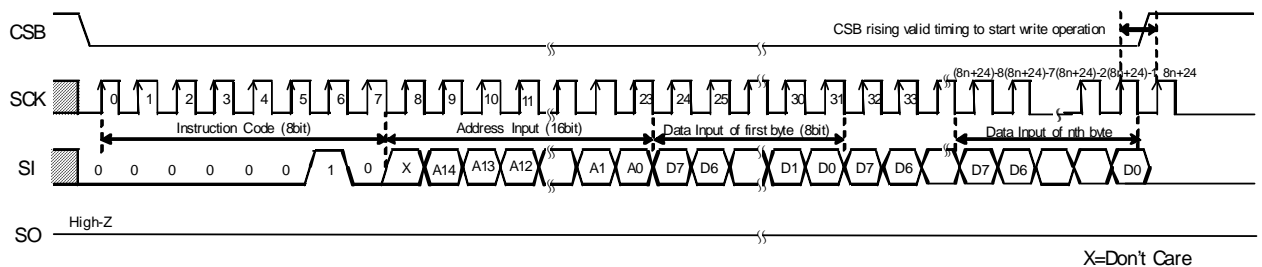 CSB
CSB rising valid timing to start write operation
SCK
0 1 2 3 4 5 6 7 8 9 10 11 23 24 25 30 31 32 33 (8n+24)-8 (8n+24)-7 (8n+24)-2 (8n+24)-1 8n+24
Instruction Code (8bit) Address Input (16bit) Data Input of first byte (8bit) Data Input of nth byte
SI
0 0 0 0 0 0 1 0 X A14 A13 A12 A1 A0 D7 D6 D1 D0 D7 D6 D7 D6 D0
High-Z
SO
X=Don't Care